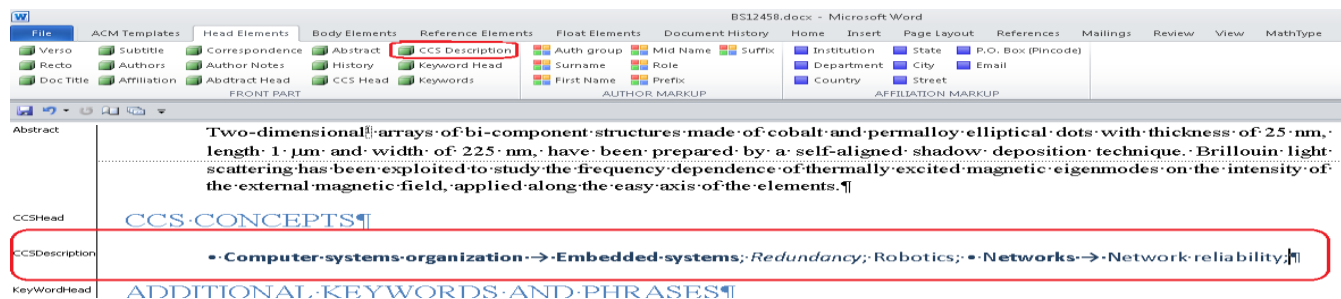 W BS12458.docx - Microsoft Word
File ACM Templates Head Elements Body Elements Reference Elements Float Elements Document History Home Insert Page Layout References Mailings Review View MathType
Verso Subtitle Correspondence Abstract CCS Description Auth group Mid Name Suffix Institution State P.O. Box (Pincode)
Recto Authors Author Notes History Keyword Head Surname Role Department City Email
Doc Title Affiliation Abdtract Head CCS Head Keywords First Name Prefix Country Street
FRONT PART AUTHOR MARKUP AFFILIATION MARKUP
Abstract Two-dimensional arrays of bi-component structures made of cobalt and permalloy elliptical dots with thickness of 25 nm,
length 1 µm and width of 225 nm, have been prepared by a self-aligned shadow deposition technique. Brillouin light
scattering has been exploited to study the frequency dependence of thermally excited magnetic eigenmodes on the intensity of
the external magnetic field, applied along the easy axis of the elements.¶
CCSHead CCS CONCEPTS¶
CCSDescription • Computer systems organization → Embedded systems; Redundancy; Robotics; • Networks → Network reliability;¶
KeyWordHead ADDITIONAL KEYWORDS AND PHRASES¶